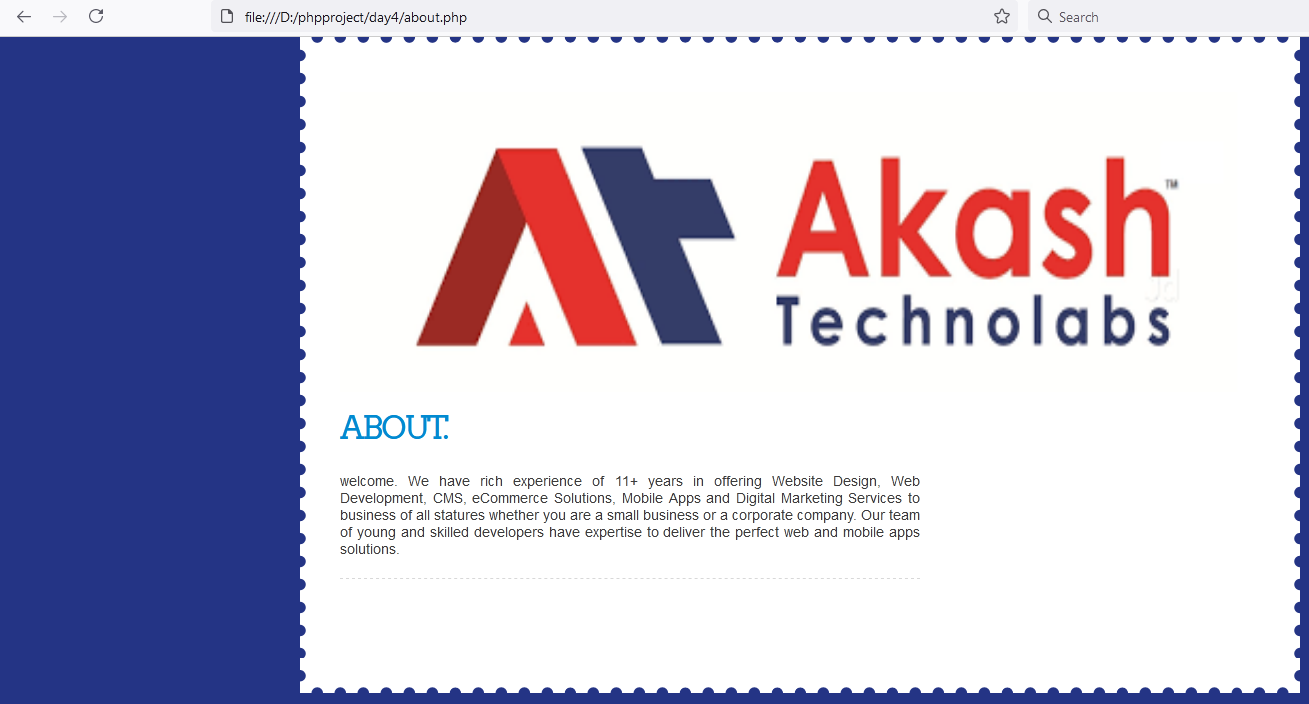 file:///D:/phpproject/day4/about.php
Search
Akash™
Technolabs
ABOUT.
welcome. We have rich experience of 11+ years in offering Website Design, Web
Development, CMS, eCommerce Solutions, Mobile Apps and Digital Marketing Services to
business of all statures whether you are a small business or a corporate company. Our team
of young and skilled developers have expertise to deliver the perfect web and mobile apps
solutions.